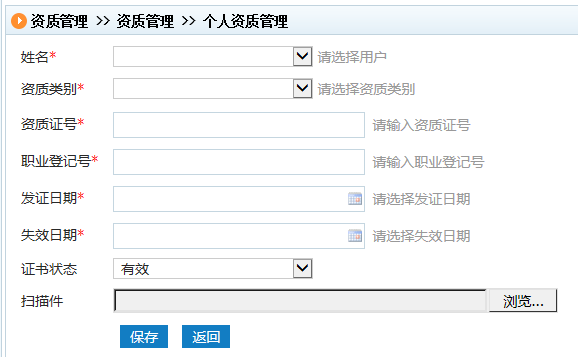 资质管理 >> 资质管理 >> 个人资质管理
姓名* 请选择用户
资质类别* 请选择资质类别
资质证号* 请输入资质证号
职业登记号* 请输入职业登记号
发证日期* 请选择发证日期
失效日期* 请选择失效日期
证书状态 有效
扫描件 浏览...
保存 返回